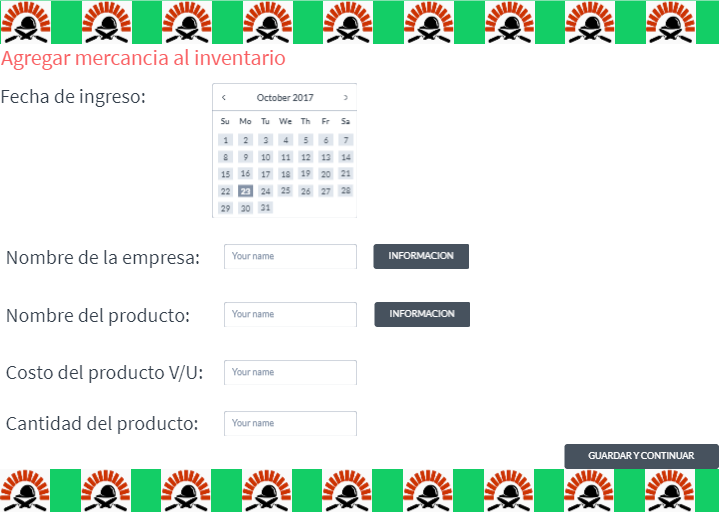 Agregar mercancia al inventario
Fecha de ingreso:
‹ October 2017 ›
Su Mo Tu We Th Fr Sa
1 2 3 4 5 6 7
8 9 10 11 12 13 14
15 16 17 18 19 20 21
22 23 24 25 26 27 28
29 30 31
Nombre de la empresa: Your name INFORMACION
Nombre del producto: Your name INFORMACION
Costo del producto V/U: Your name
Cantidad del producto: Your name
GUARDAR Y CONTINUAR